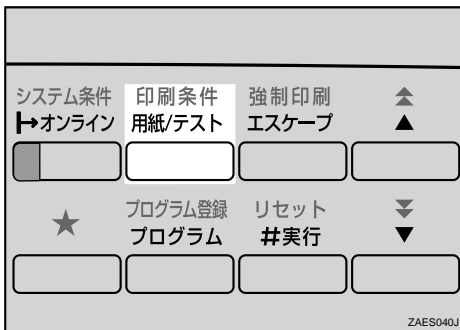 システム条件 印刷条件 強制印刷
オンライン 用紙/テスト エスケープ ▲
★ プログラム登録 リセット
プログラム #実行 ▼
ZAES040J